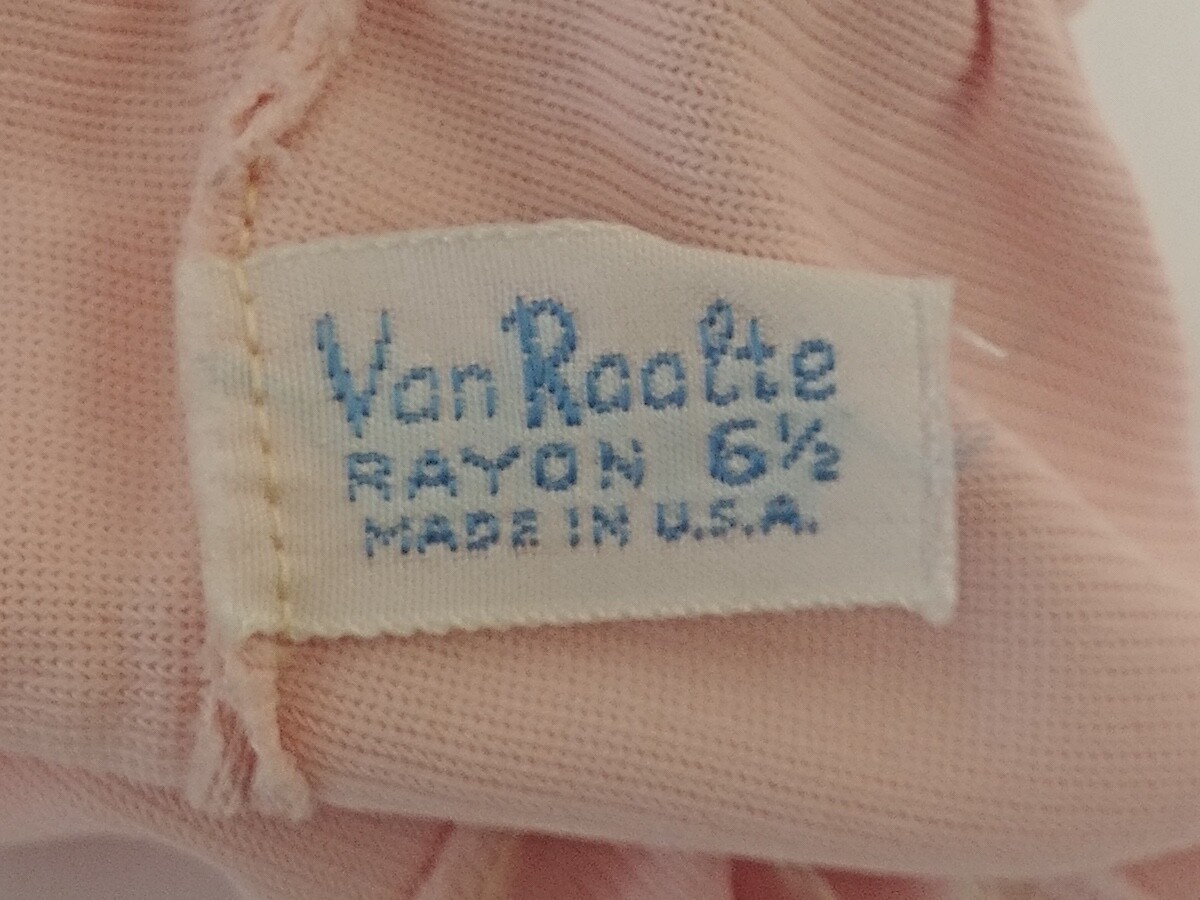 Van Raalte
RAYON 6½
MADE IN U.S.A.